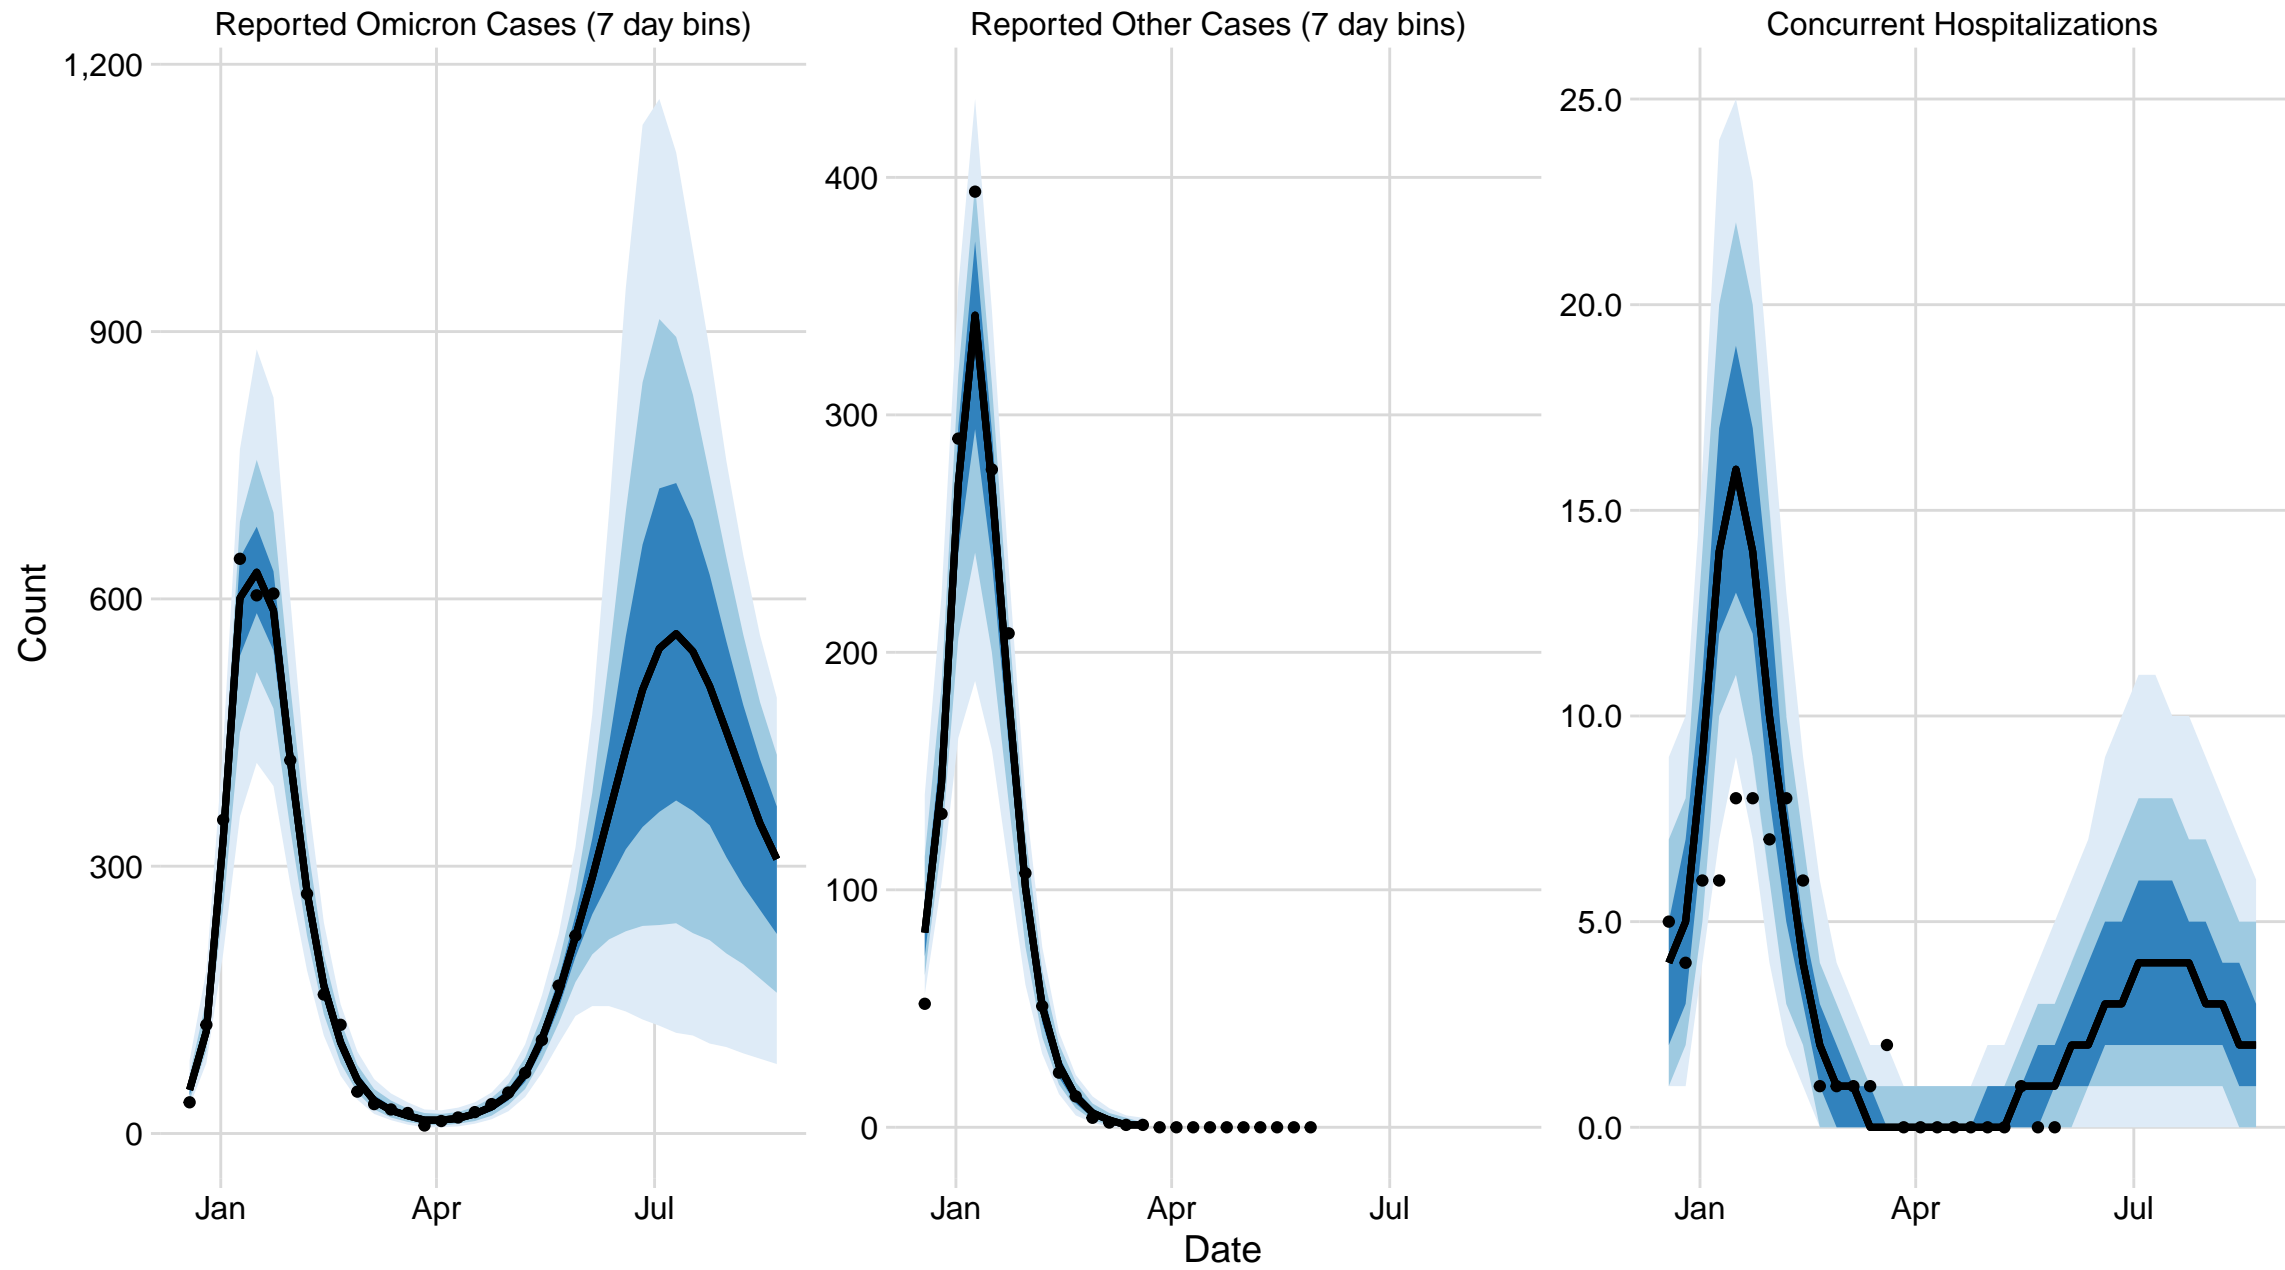 Reported Omicron Cases (7 day bins)
Reported Other Cases (7 day bins)
Concurrent Hospitalizations
Count
1,200
900
600
300
0
Jan
Apr
Jul
400
300
200
100
0
Jan
Apr
Jul
25.0
20.0
15.0
10.0
5.0
0.0
Jan
Apr
Jul
Date